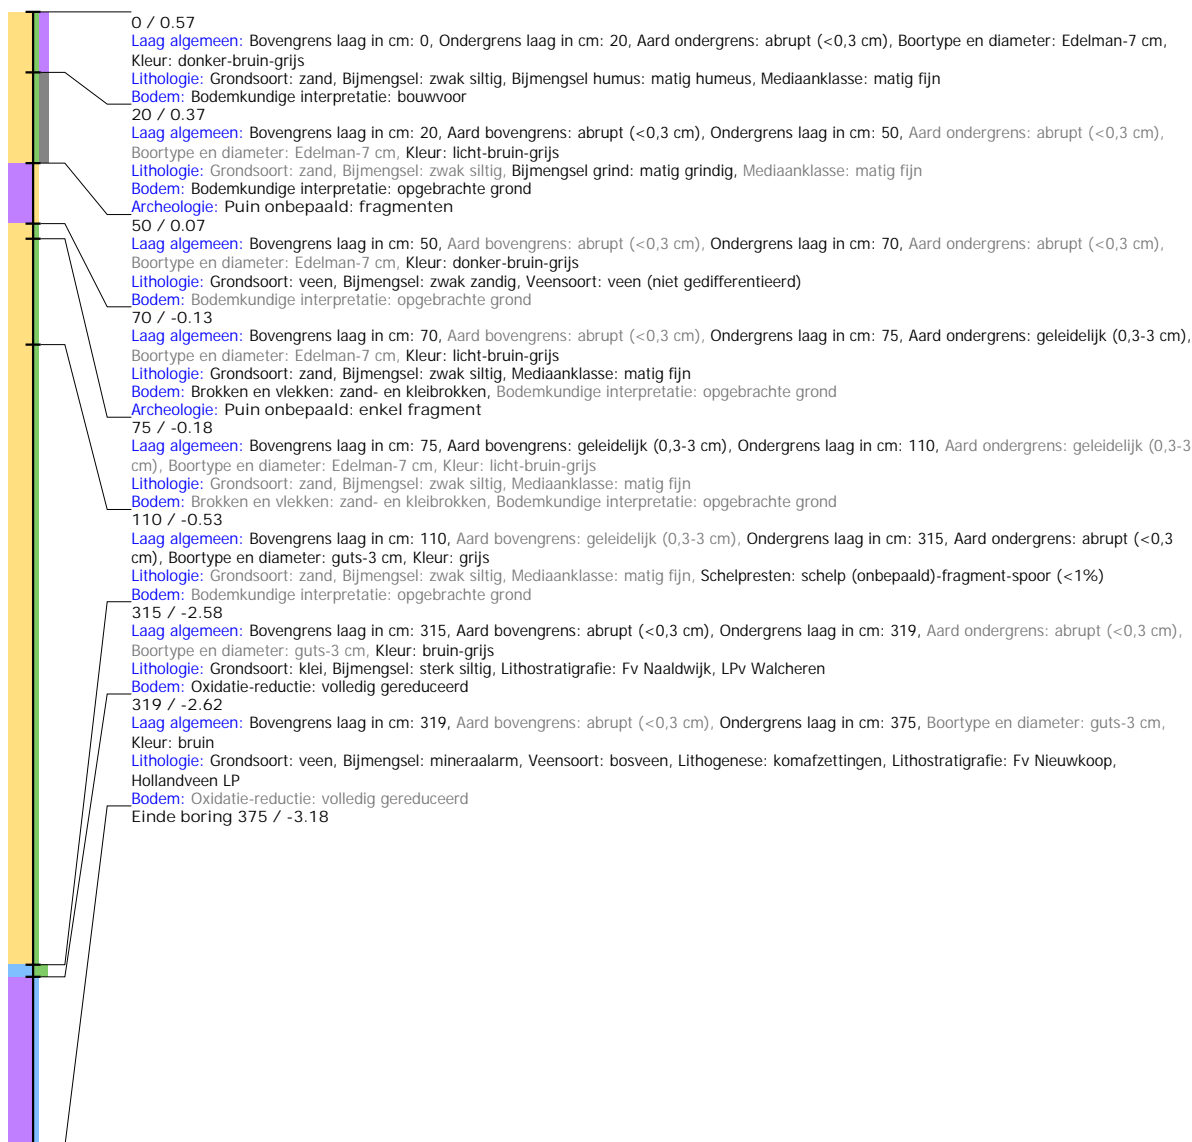 0 / 0.57
Laag algemeen: Bovengrens laag in cm: 0, Ondergrens laag in cm: 20, Aard ondergrens: abrupt (<0,3 cm), Boortype en diameter: Edelman-7 cm,
Kleur: donker-bruin-grijs
Lithologie: Grondsoort: zand, Bijmengsel: zwak siltig, Bijmengsel humus: matig humeus, Mediaanklasse: matig fijn
Bodem: Bodemkundige interpretatie: bouwvoor
20 / 0.37
Laag algemeen: Bovengrens laag in cm: 20, Aard bovengrens: abrupt (<0,3 cm), Ondergrens laag in cm: 50, Aard ondergrens: abrupt (<0,3 cm),
Boortype en diameter: Edelman-7 cm, Kleur: licht-bruin-grijs
Lithologie: Grondsoort: zand, Bijmengsel: zwak siltig, Bijmengsel grind: matig grindig, Mediaanklasse: matig fijn
Bodem: Bodemkundige interpretatie: opgebrachte grond
Archeologie: Puin onbepaald: fragmenten
50 / 0.07
Laag algemeen: Bovengrens laag in cm: 50, Aard bovengrens: abrupt (<0,3 cm), Ondergrens laag in cm: 70, Aard ondergrens: abrupt (<0,3 cm),
Boortype en diameter: Edelman-7 cm, Kleur: donker-bruin-grijs
Lithologie: Grondsoort: veen, Bijmengsel: zwak zandig, Veensoort: veen (niet gedifferentieerd)
Bodem: Bodemkundige interpretatie: opgebrachte grond
70 / -0.13
Laag algemeen: Bovengrens laag in cm: 70, Aard bovengrens: abrupt (<0,3 cm), Ondergrens laag in cm: 75, Aard ondergrens: geleidelijk (0,3-3 cm),
Boortype en diameter: Edelman-7 cm, Kleur: licht-bruin-grijs
Lithologie: Grondsoort: zand, Bijmengsel: zwak siltig, Mediaanklasse: matig fijn
Bodem: Brokken en vlekken: zand- en kleibrokken, Bodemkundige interpretatie: opgebrachte grond
Archeologie: Puin onbepaald: enkel fragment
75 / -0.18
Laag algemeen: Bovengrens laag in cm: 75, Aard bovengrens: geleidelijk (0,3-3 cm), Ondergrens laag in cm: 110, Aard ondergrens: geleidelijk (0,3-3
cm), Boortype en diameter: Edelman-7 cm, Kleur: licht-bruin-grijs
Lithologie: Grondsoort: zand, Bijmengsel: zwak siltig, Mediaanklasse: matig fijn
Bodem: Brokken en vlekken: zand- en kleibrokken, Bodemkundige interpretatie: opgebrachte grond
110 / -0.53
Laag algemeen: Bovengrens laag in cm: 110, Aard bovengrens: geleidelijk (0,3-3 cm), Ondergrens laag in cm: 315, Aard ondergrens: abrupt (<0,3
cm), Boortype en diameter: guts-3 cm, Kleur: grijs
Lithologie: Grondsoort: zand, Bijmengsel: zwak siltig, Mediaanklasse: matig fijn, Schelpresten: schelp (onbepaald)-fragment-spoor (<1%)
Bodem: Bodemkundige interpretatie: opgebrachte grond
315 / -2.58
Laag algemeen: Bovengrens laag in cm: 315, Aard bovengrens: abrupt (<0,3 cm), Ondergrens laag in cm: 319, Aard ondergrens: abrupt (<0,3 cm),
Boortype en diameter: guts-3 cm, Kleur: bruin-grijs
Lithologie: Grondsoort: klei, Bijmengsel: sterk siltig, Lithostratigrafie: Fv Naaldwijk, LPv Walcheren
Bodem: Oxidatie-reductie: volledig gereduceerd
319 / -2.62
Laag algemeen: Bovengrens laag in cm: 319, Aard bovengrens: abrupt (<0,3 cm), Ondergrens laag in cm: 375, Boortype en diameter: guts-3 cm,
Kleur: bruin
Lithologie: Grondsoort: veen, Bijmengsel: mineraalarm, Veensoort: bosveen, Lithogenese: komafzettingen, Lithostratigrafie: Fv Nieuwkoop,
Hollandveen LP
Bodem: Oxidatie-reductie: volledig gereduceerd
Einde boring 375 / -3.18